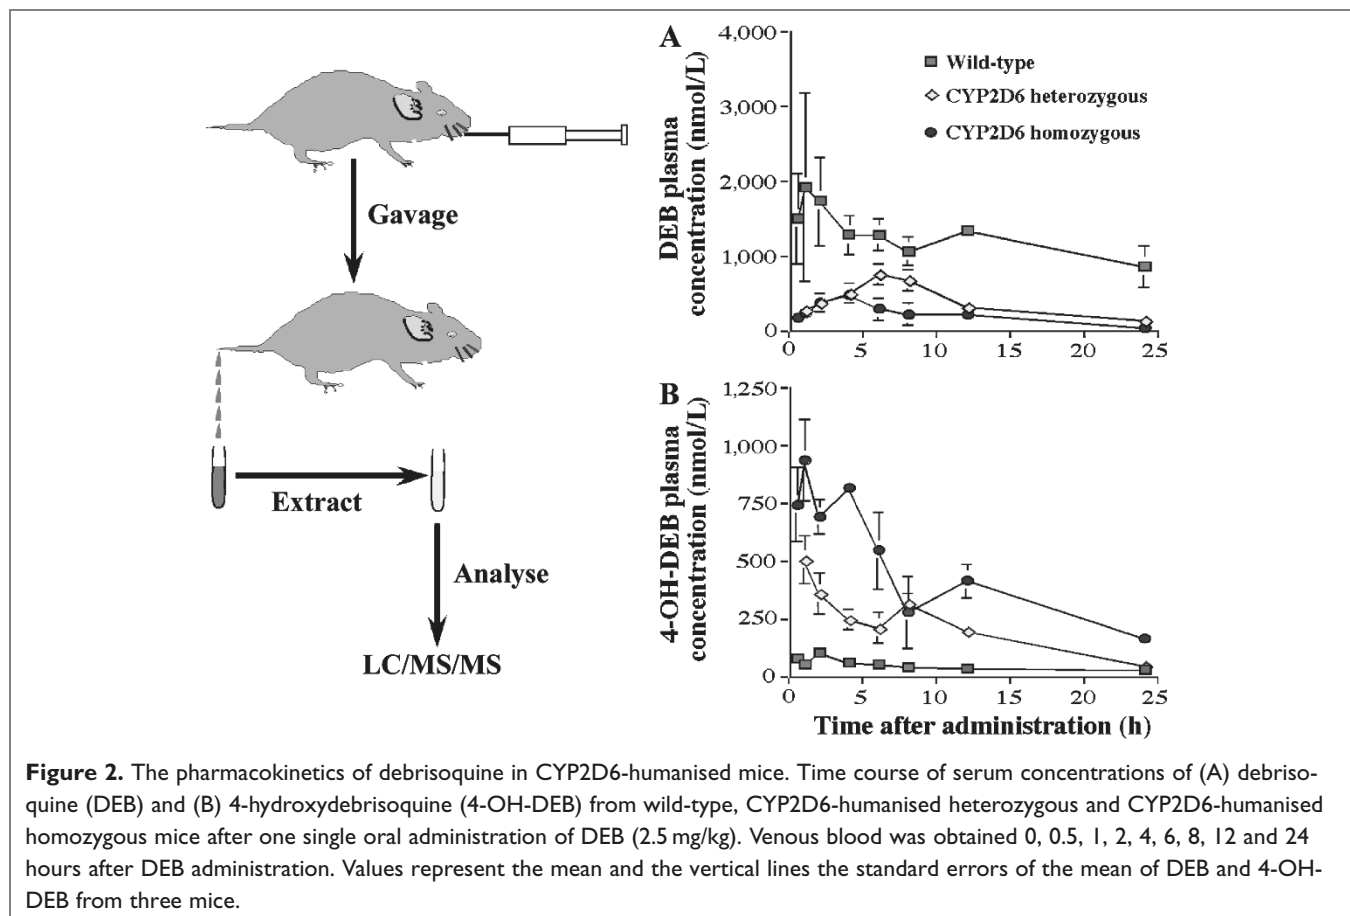 Gavage
Extract
Analyse
LC/MS/MS
A
DEB plasma
concentration (nmol/L)
4,000
3,000
2,000
1,000
0
Wild-type
CYP2D6 heterozygous
CYP2D6 homozygous
0 5 10 15 20 25
B
4-OH-DEB plasma
concentration (nmol/L)
1,250
1,000
750
500
250
0
0 5 10 15 20 25
Time after administration (h)
Figure 2. The pharmacokinetics of debrisoquine in CYP2D6-humanised mice. Time course of serum concentrations of (A) debriso-
quine (DEB) and (B) 4-hydroxydebrisoquine (4-OH-DEB) from wild-type, CYP2D6-humanised heterozygous and CYP2D6-humanised
homozygous mice after one single oral administration of DEB (2.5 mg/kg). Venous blood was obtained 0, 0.5, 1, 2, 4, 6, 8, 12 and 24
hours after DEB administration. Values represent the mean and the vertical lines the standard errors of the mean of DEB and 4-OH-
DEB from three mice.